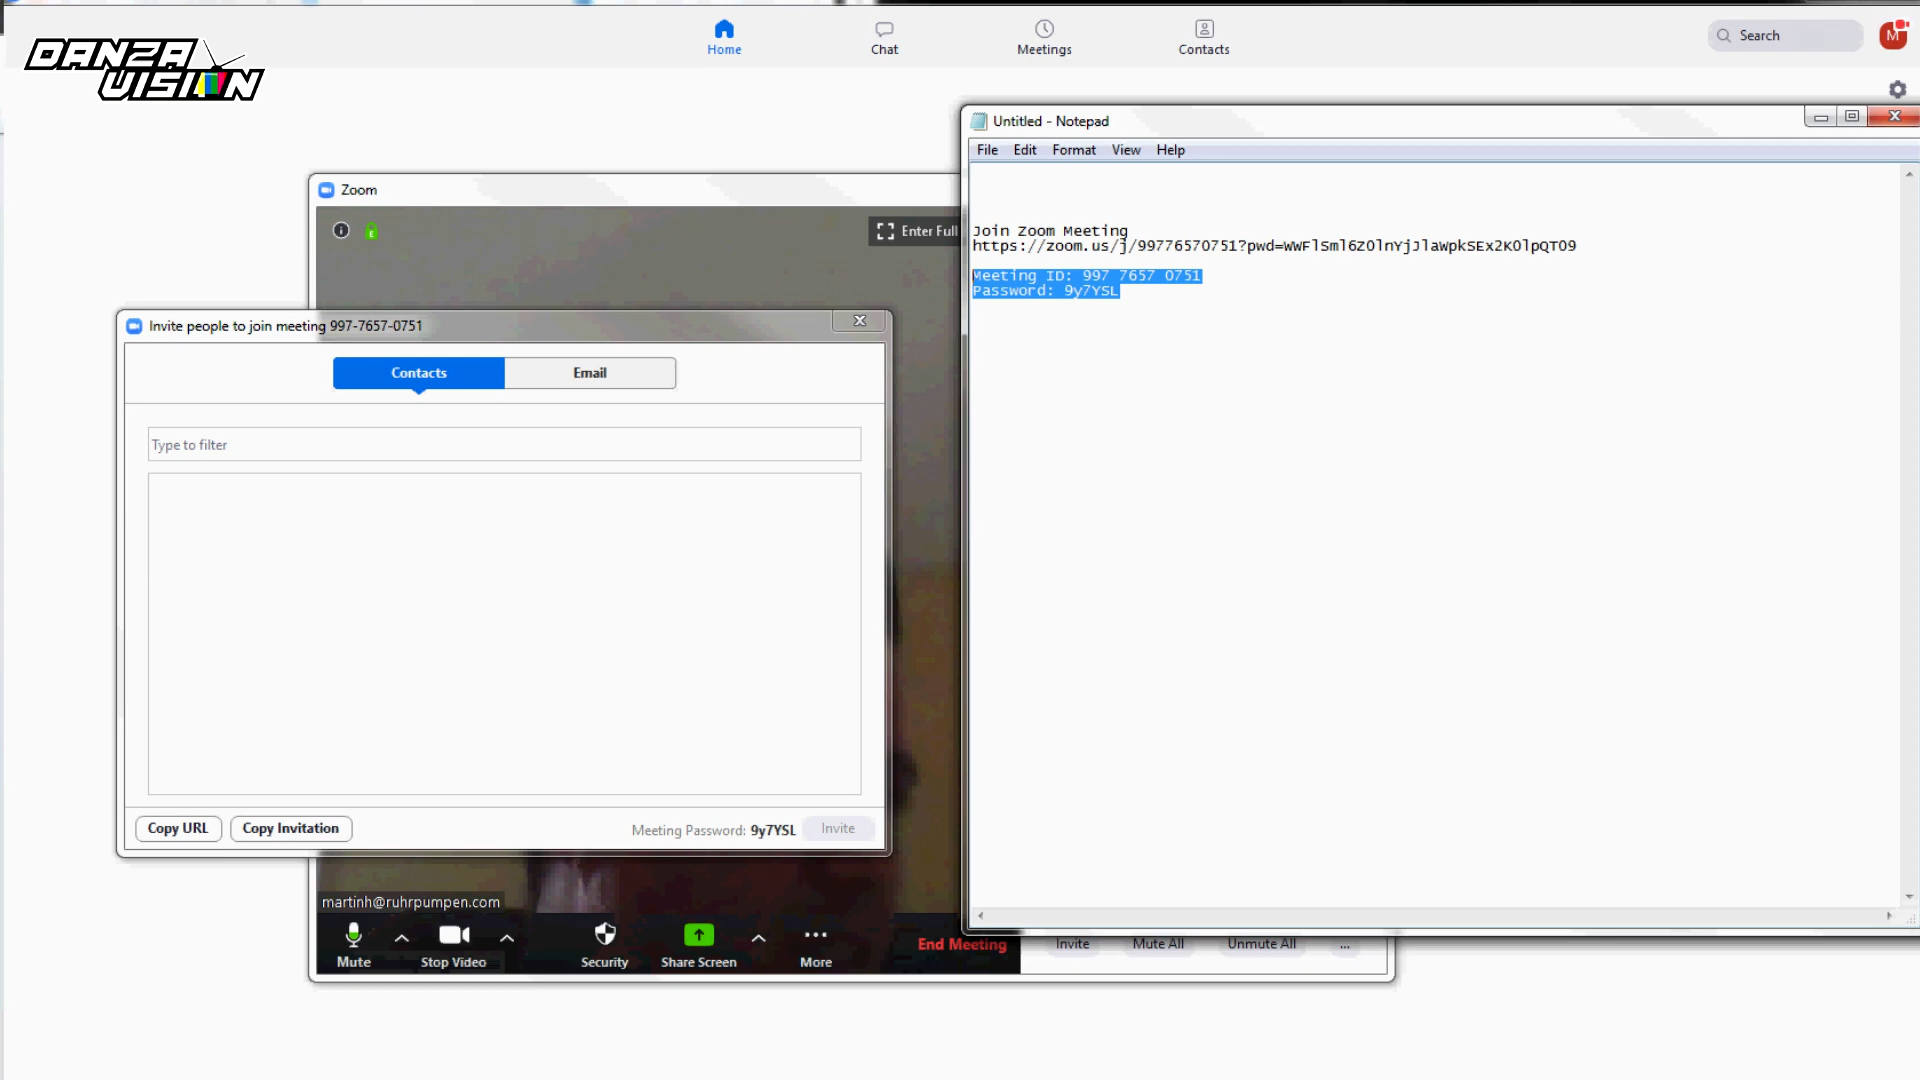 Home
Chat
Meetings
Contacts
Search
M
DANZA
VISION
Untitled - Notepad
File Edit Format View Help
Zoom
Enter Full
Join Zoom Meeting
https://zoom.us/j/99776570751?pwd=WWFlSml6Z0lnYjJlaWpkSEx2K0lpQT09
Meeting ID: 997 7657 0751
Password: 9y7YSL
Invite people to join meeting 997-7657-0751
Contacts
Email
Type to filter
Copy URL
Copy Invitation
Meeting Password: 9y7YSL
Invite
martinh@ruhrpumpen.com
Mute
Stop Video
Security
Share Screen
More
End Meeting
Invite
Mute All
Unmute All
...